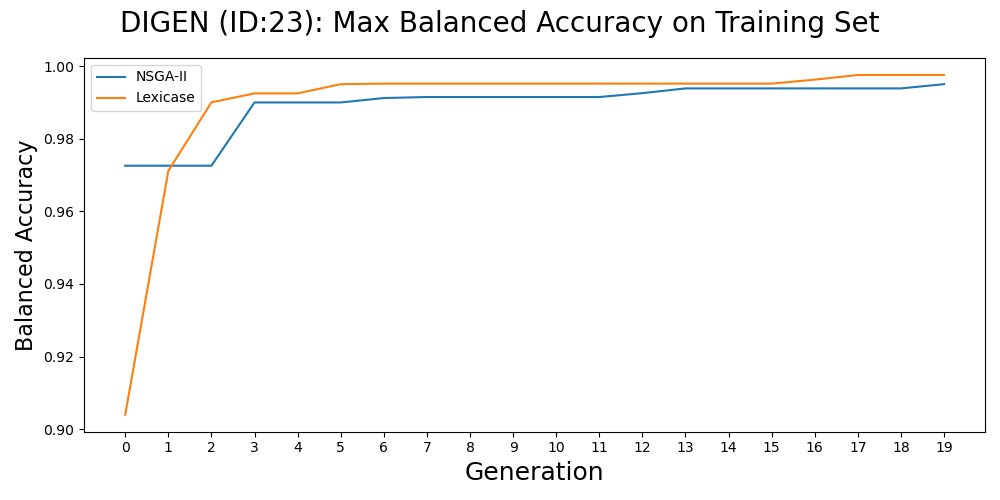 DIGEN (ID:23): Max Balanced Accuracy on Training Set
NSGA-II
Lexicase
1.00
0.98
0.96
0.94
0.92
0.90
Balanced Accuracy
0 1 2 3 4 5 6 7 8 9 10 11 12 13 14 15 16 17 18 19
Generation